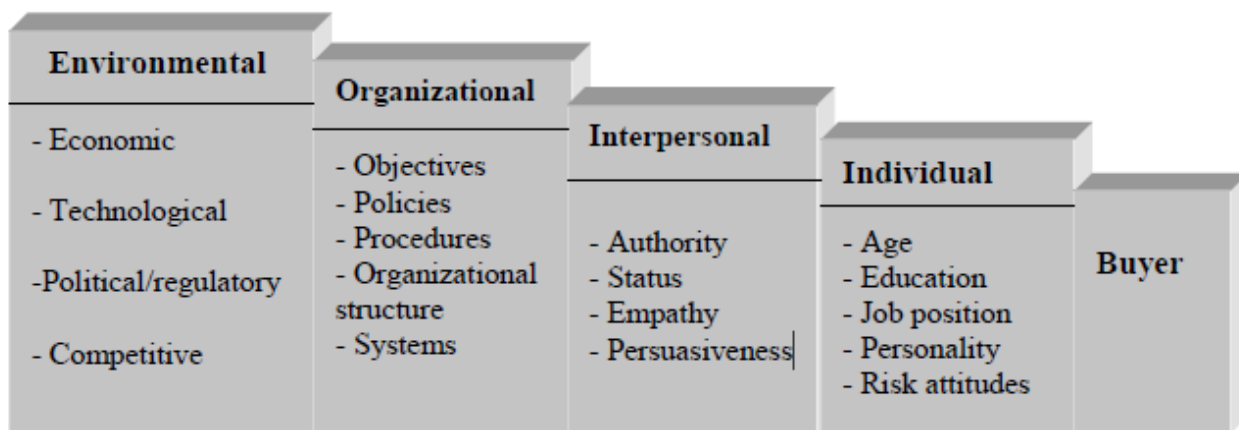 Environmental
- Economic
- Technological
-Political/regulatory
- Competitive
Organizational
- Objectives
- Policies
- Procedures
- Organizational
structure
- Systems
Interpersonal
- Authority
- Status
- Empathy
- Persuasiveness
Individual
- Age
- Education
- Job position
- Personality
- Risk attitudes
Buyer